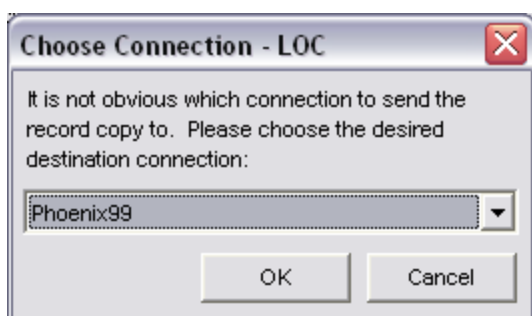 Choose Connection - LOC
It is not obvious which connection to send the
record copy to.  Please choose the desired
destination connection:
Phoenix99
OK Cancel